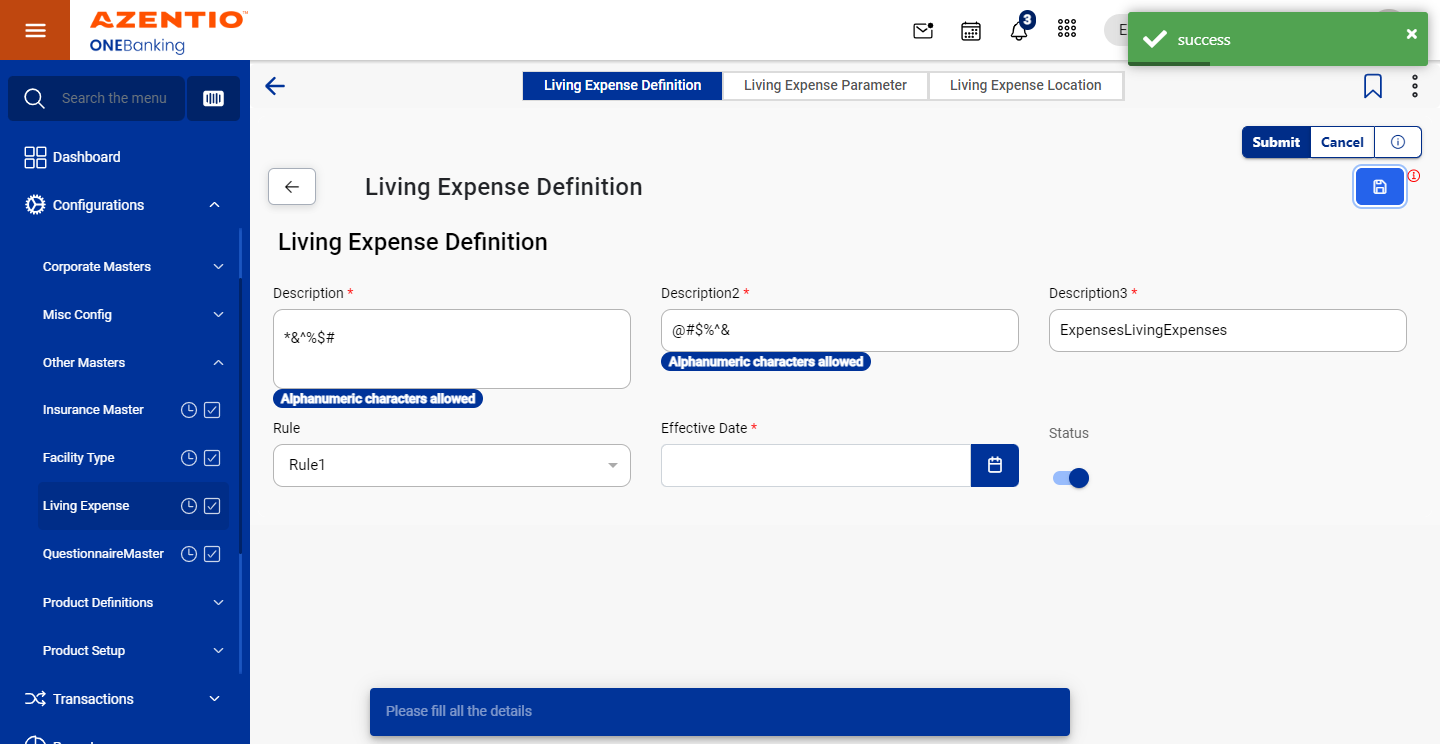 AZENTIO™
ONEBanking
3
E
success
Search the menu
Living Expense Definition
Living Expense Parameter
Living Expense Location
Dashboard
Submit
Cancel
Configurations
Living Expense Definition
Living Expense Definition
Corporate Masters
Description *
Description2 *
Description3 *
Misc Config
*&^%$#
@#$%^&
ExpensesLivingExpenses
Other Masters
Alphanumeric characters allowed
Alphanumeric characters allowed
Insurance Master
Rule
Effective Date *
Status
Facility Type
Rule1
Living Expense
QuestionnaireMaster
Product Definitions
Product Setup
Transactions
Please fill all the details